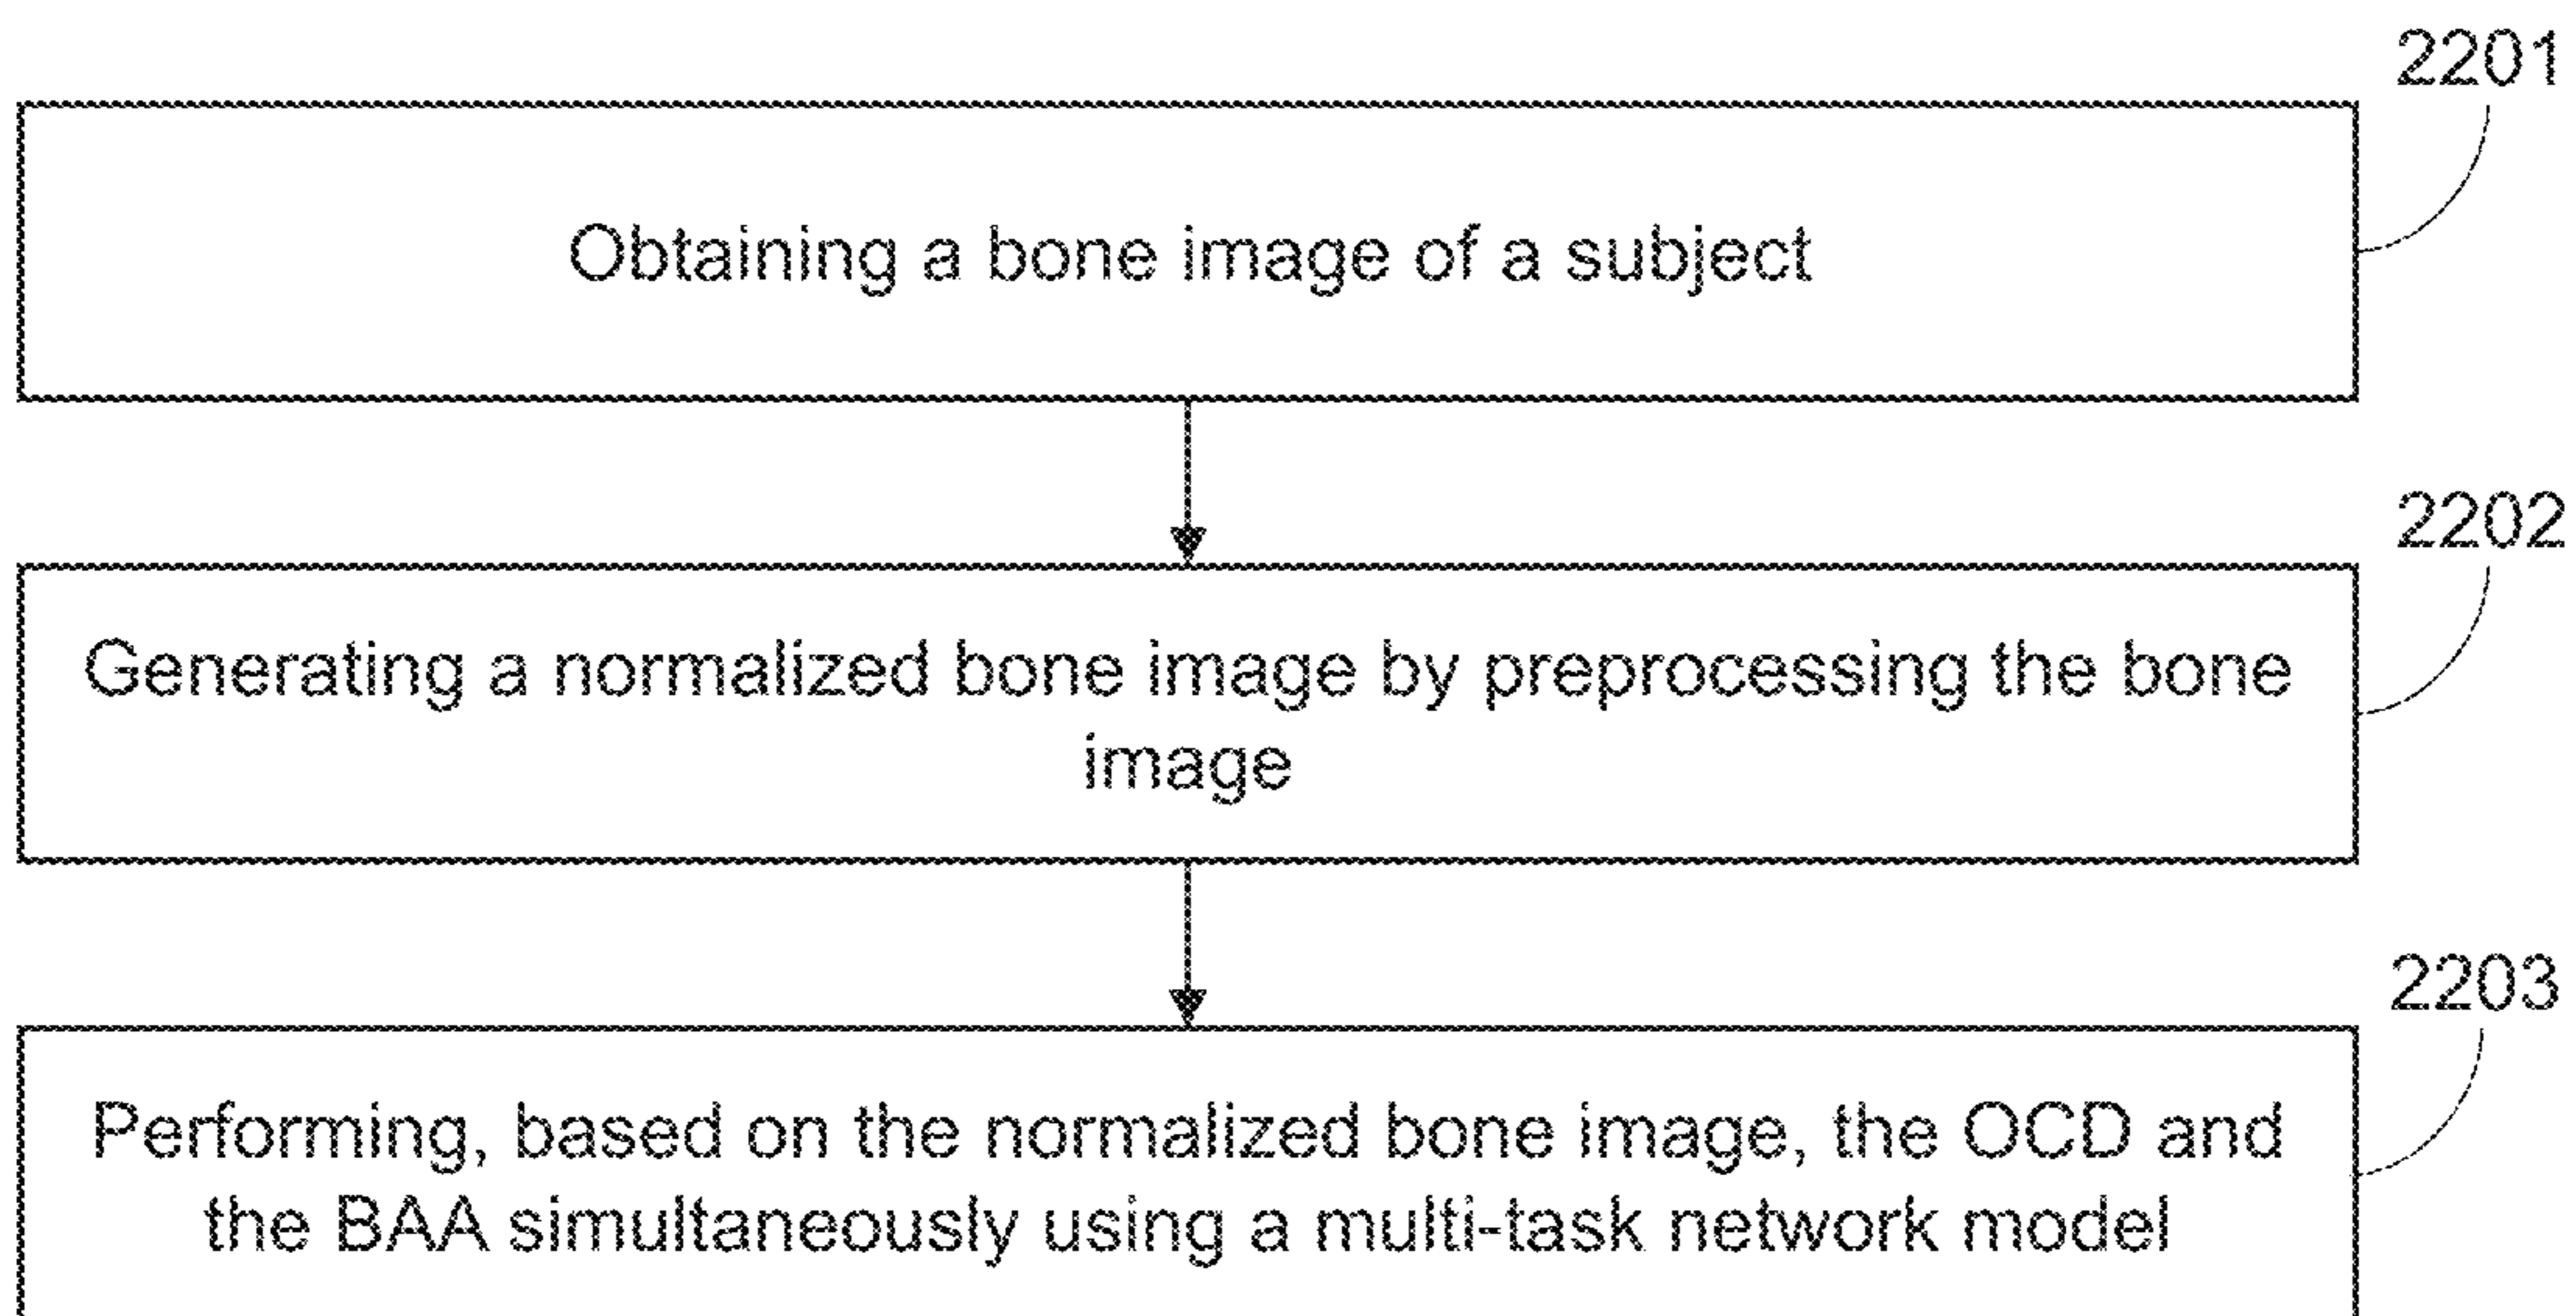 2201
Obtaining a bone image of a subject
2202
Generating a normalized bone image by preprocessing the bone
image
2203
Performing, based on the normalized bone image, the OCD and
the BAA simultaneously using a multi-task network model